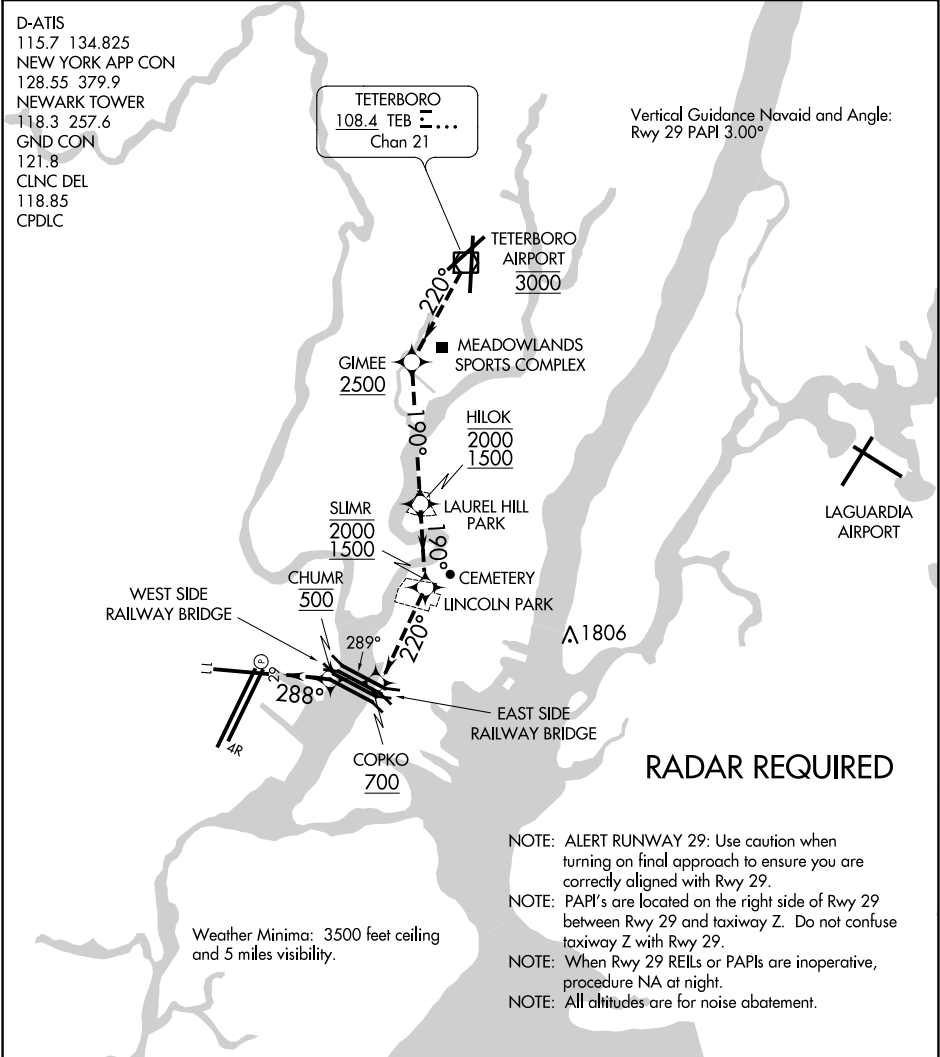 D-ATIS
115.7 134.825
NEW YORK APP CON
128.55 379.9
NEWARK TOWER
118.3 257.6
GND CON
121.8
CLNC DEL
118.85
CPDLC
TETERBORO
108.4 TEB
Chan 21
Vertical Guidance Navaid and Angle:
Rwy 29 PAPI 3.00°
TETERBORO
AIRPORT
3000
220°
MEADOWLANDS
SPORTS COMPLEX
GIMEE
2500
190°
HILOK
2000
1500
LAUREL HILL
PARK
LAGUARDIA
AIRPORT
SLIMR
2000
1500
190°
CEMETERY
LINCOLN PARK
CHUMR
500
WEST SIDE
RAILWAY BRIDGE
1806
220°
289°
11
P
29
288°
4R
EAST SIDE
RAILWAY BRIDGE
COPKO
700
RADAR REQUIRED
NOTE: ALERT RUNWAY 29: Use caution when
turning on final approach to ensure you are
correctly aligned with Rwy 29.
NOTE: PAPI's are located on the right side of Rwy 29
between Rwy 29 and taxiway Z. Do not confuse
taxiway Z with Rwy 29.
NOTE: When Rwy 29 REILs or PAPIs are inoperative,
procedure NA at night.
NOTE: All altitudes are for noise abatement.
Weather Minima: 3500 feet ceiling
and 5 miles visibility.